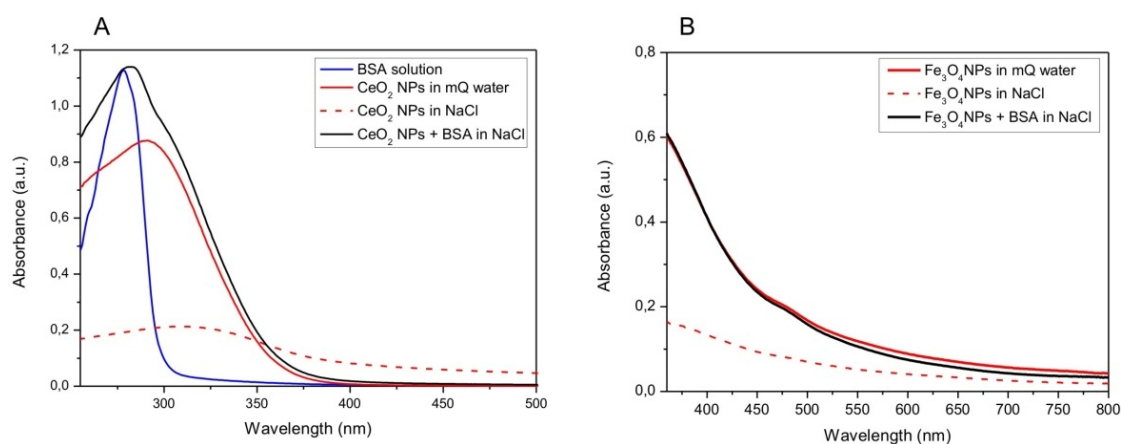 A
1,2
1,0
0,8
0,6
0,4
0,2
0,0
Absorbance (a.u.)
BSA solution
CeO₂ NPs in mQ water
CeO₂ NPs in NaCl
CeO₂ NPs + BSA in NaCl
300
350
400
450
500
Wavelength (nm)
B
0,8
0,6
0,4
0,2
0,0
Absorbance (a.u.)
Fe₃O₄NPs in mQ water
Fe₃O₄NPs in NaCl
Fe₃O₄NPs + BSA in NaCl
400
450
500
550
600
650
700
750
800
Wavelength (nm)